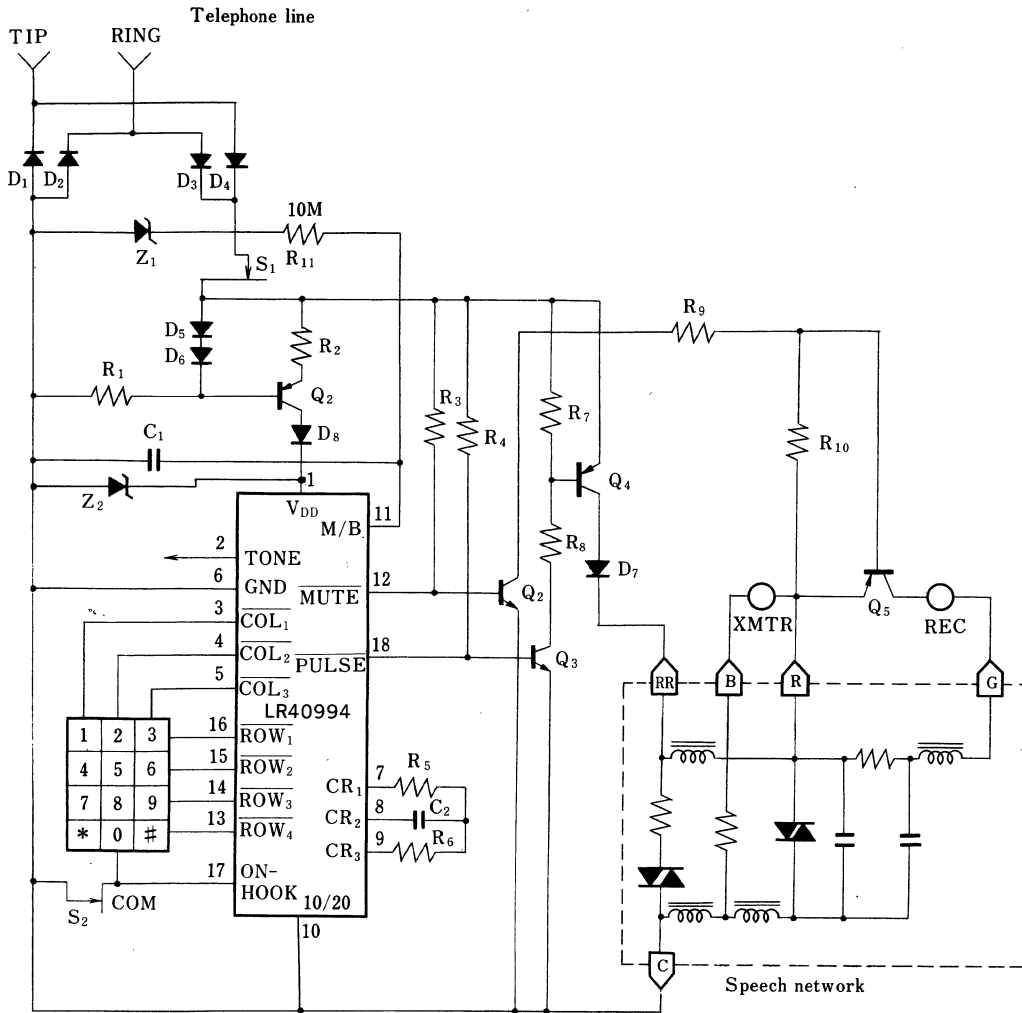 Telephone line
TIP
RING
D1
D2
D3
D4
10M
Z1
R11
S1
D5
D6
R2
R9
R1
Q2
R3
R4
R7
R10
C1
D8
Q4
Z2
1
VDD
M/B
11
R8
D7
2
TONE
6
GND
MUTE
12
Q2
Q5
3
COL1
XMTR
REC
4
COL2
PULSE
18
Q3
5
COL3
RR
B
R
G
LR40994
1 2 3
16
ROW1
4 5 6
15
ROW2
7 8 9
14
ROW3
* 0 #
13
ROW4
CR1
7
R5
CR2
8
C2
CR3
9
R6
17
ON-
HOOK
S2
COM
10/20
10
C
Speech network